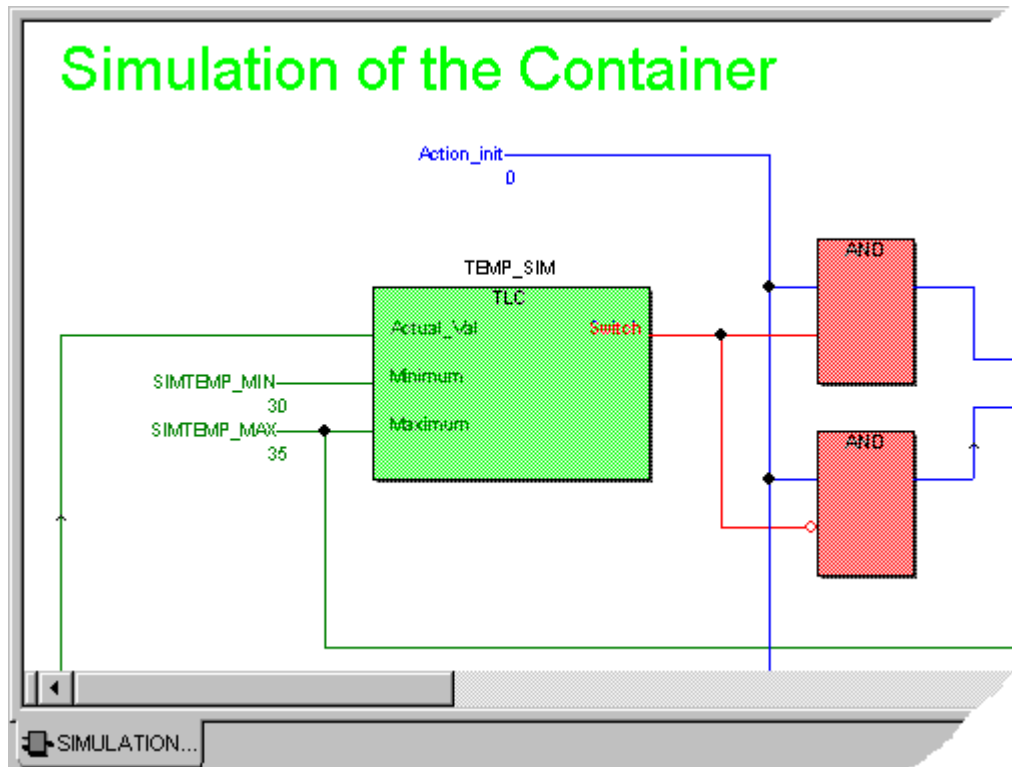 Simulation of the Container
Action_init
0
TEMP_SIM
TLC
Actual_Val
Switch
SIMTEMP_MIN
Minimum
30
SIMTEMP_MAX
Maximum
35
AND
AND
SIMULATION...